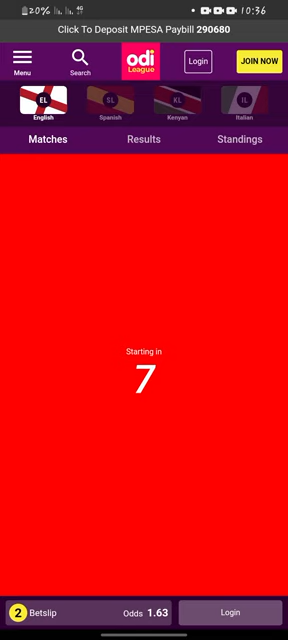 20% 4G 10:36
Click To Deposit MPESA Paybill 290680
Menu
Search
odi
League
Login
JOIN NOW
EL
SL
KL
IL
English
Spanish
Kenyan
Italian
Matches
Results
Standings
Starting in
7
2 Betslip
Odds 1.63
Login